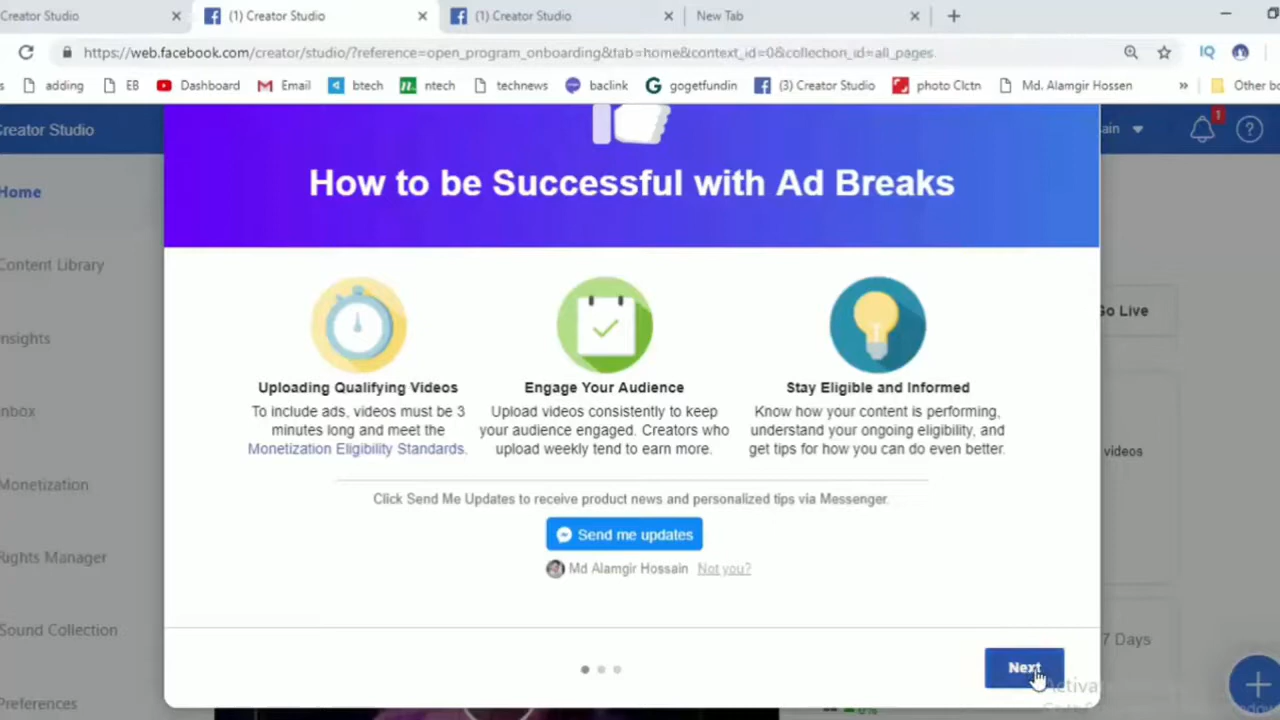 Creator Studio
(1) Creator Studio
(1) Creator Studio
New Tab
https://web.facebook.com/creator/studio/?reference=open_program_onboarding&tab=home&context_id=0&collection_id=all_pages.
adding
EB
Dashboard
Email
btech
ntech
technews
baclink
gogetfundin
(3) Creator Studio
photo Clctn
Md. Alamgir Hossen
»
Other bo
Creator Studio
ain
1
Home
Content Library
Insights
Inbox
Monetization
Rights Manager
Sound Collection
Preferences
How to be Successful with Ad Breaks
Uploading Qualifying Videos
To include ads, videos must be 3
minutes long and meet the
Monetization Eligibility Standards.
Engage Your Audience
Upload videos consistently to keep
your audience engaged. Creators who
upload weekly tend to earn more.
Stay Eligible and Informed
Know how your content is performing,
understand your ongoing eligibility, and
get tips for how you can do even better.
Click Send Me Updates to receive product news and personalized tips via Messenger.
Send me updates
Md Alamgir Hossain Not you?
Next
Go Live
videos
7 Days
Activa
0%